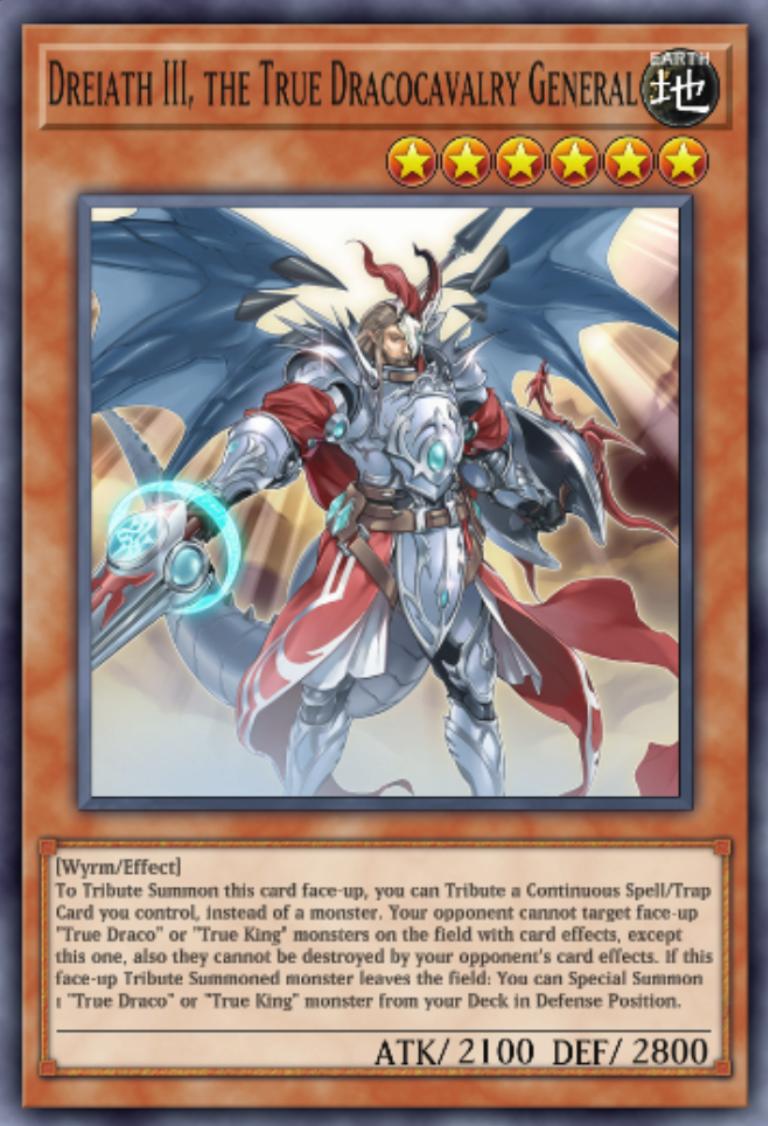 DREIATH III, THE TRUE DRACOCAVALRY GENERAL
EARTH
地
[Wyrm/Effect]
To Tribute Summon this card face-up, you can Tribute a Continuous Spell/Trap
Card you control, instead of a monster. Your opponent cannot target face-up
"True Draco" or "True King" monsters on the field with card effects, except
this one, also they cannot be destroyed by your opponent's card effects. If this
face-up Tribute Summoned monster leaves the field: You can Special Summon
1 "True Draco" or "True King" monster from your Deck in Defense Position.
ATK/ 2100 DEF/ 2800